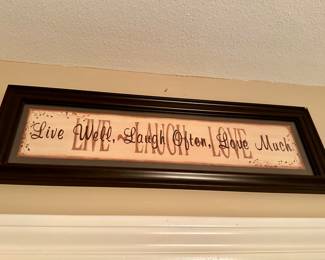 LIVE ~ LAUGH ~ LOVE
Live Well, Laugh Often, Love Much